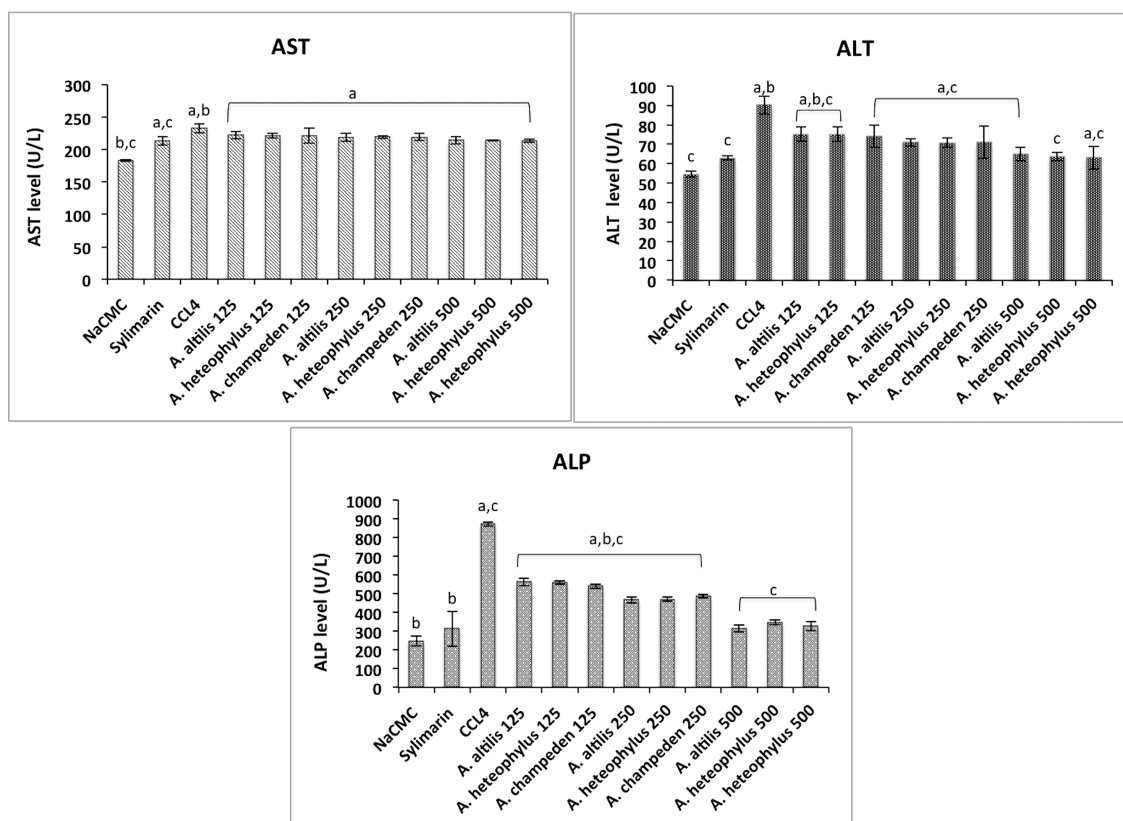 AST
AST level (U/L)
300
250
200
150
100
50
0
b,c
a,c
a,b
a
NaCMC
Sylimarin
CCL4
A. altilis 125
A. heteophylus 125
A. champeden 125
A. altilis 250
A. heteophylus 250
A. champeden 250
A. altilis 500
A. heteophylus 500
A. heteophylus 500
ALT
ALT level (U/L)
100
90
80
70
60
50
40
30
20
10
0
c
c
a,b
a,b,c
a,c
c
a,c
NaCMC
Sylimarin
CCL4
A. altilis 125
A. heteophylus 125
A. champeden 125
A. altilis 250
A. heteophylus 250
A. champeden 250
A. altilis 500
A. heteophylus 500
A. heteophylus 500
ALP
ALP level (U/L)
1000
900
800
700
600
500
400
300
200
100
0
b
b
a,c
a,b,c
c
NaCMC
Sylimarin
CCL4
A. altilis 125
A. heteophylus 125
A. champeden 125
A. altilis 250
A. heteophylus 250
A. champeden 250
A. altilis 500
A. heteophylus 500
A. heteophylus 500